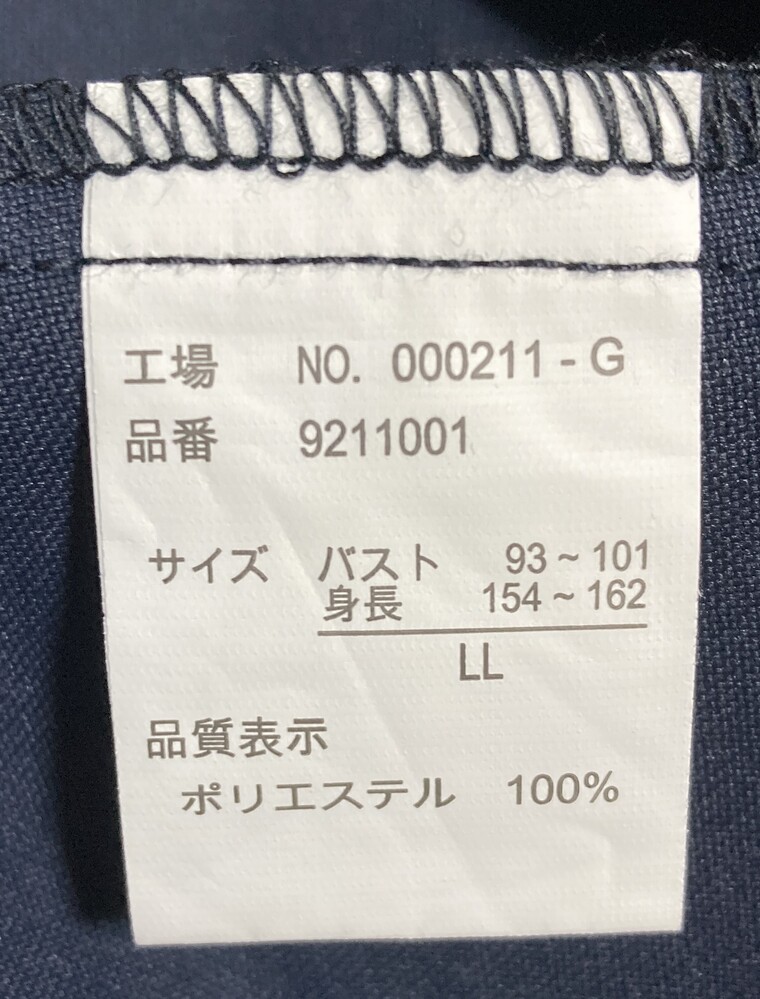 工場 NO. 000211-G
品番 9211001
サイズ バスト 93~101
身長 154~162
LL
品質表示
ポリエステル 100%